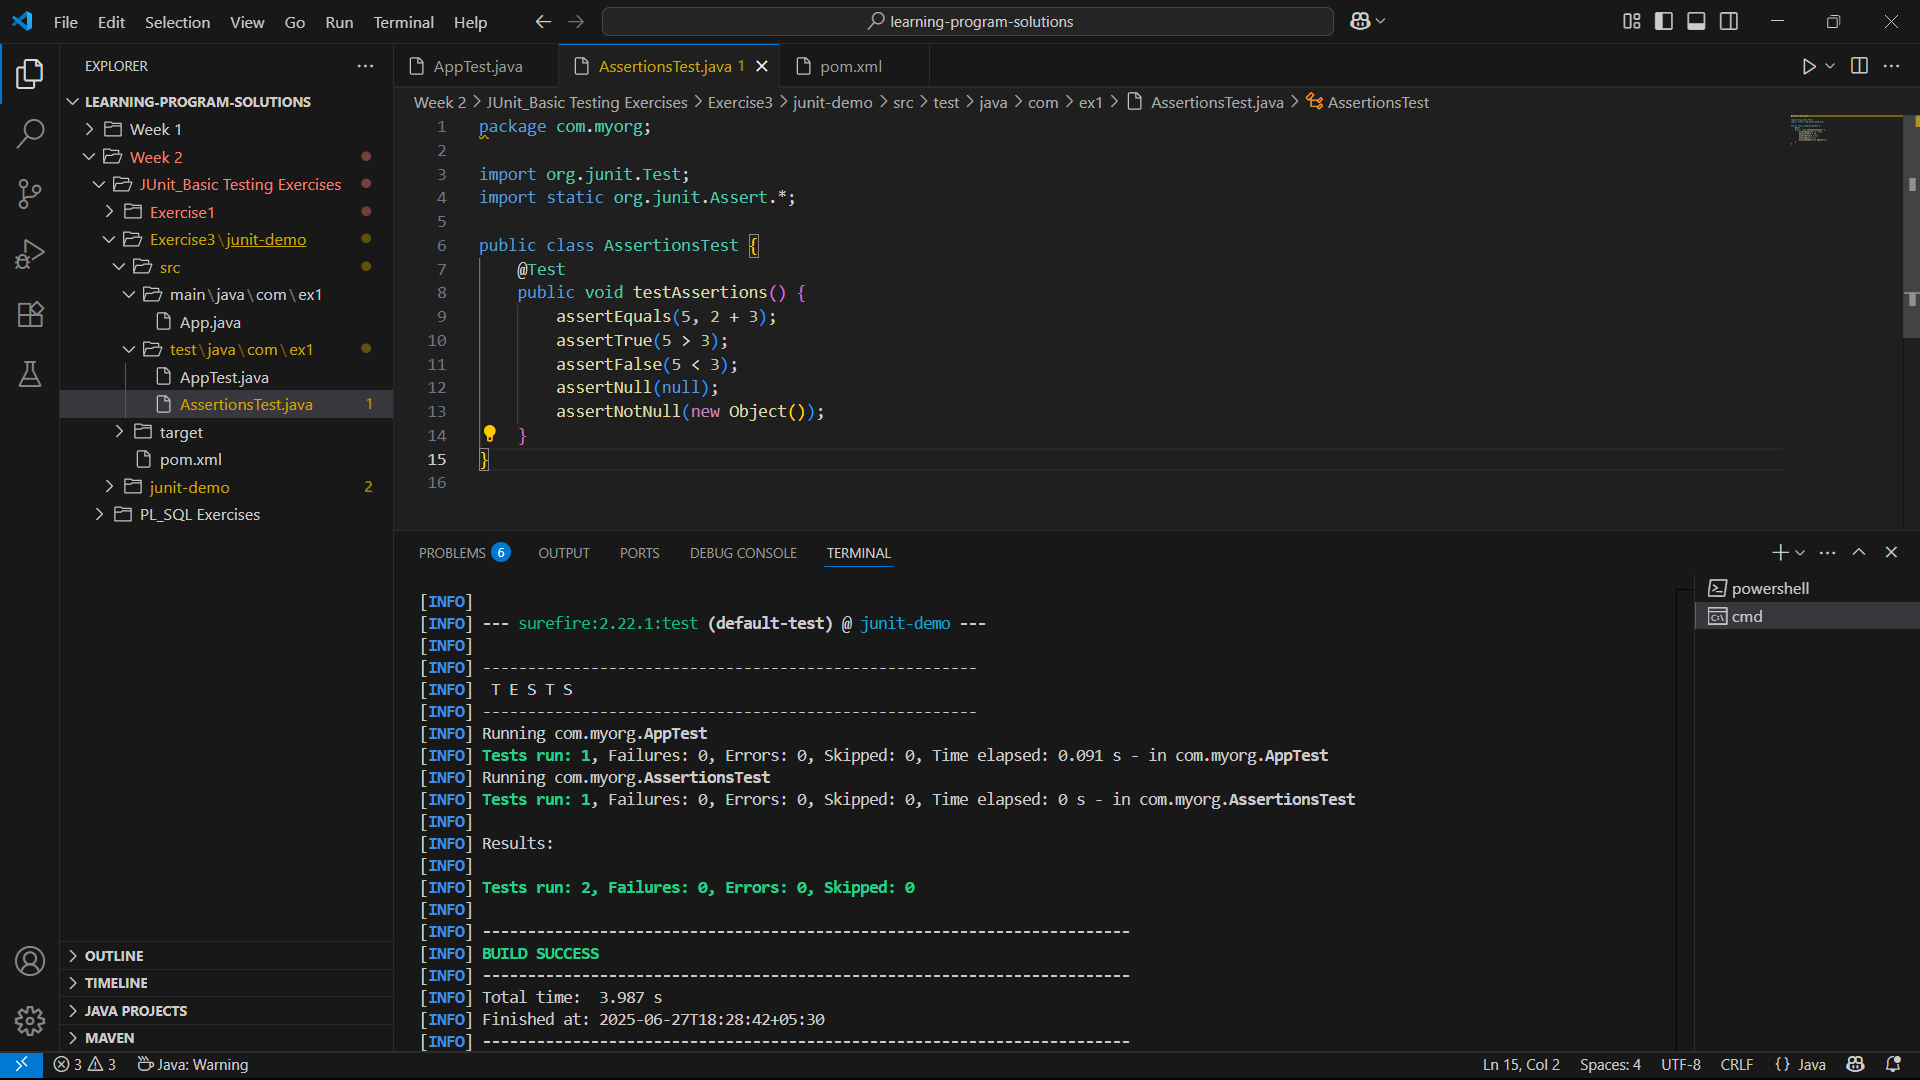 File Edit Selection View Go Run Terminal Help
learning-program-solutions
EXPLORER
LEARNING-PROGRAM-SOLUTIONS
Week 1
Week 2
JUnit_Basic Testing Exercises
Exercise1
Exercise3\junit-demo
src
main\java\com\ex1
App.java
test\java\com\ex1
AppTest.java
AssertionsTest.java 1
target
pom.xml
junit-demo 2
PL_SQL Exercises
OUTLINE
TIMELINE
JAVA PROJECTS
MAVEN
AppTest.java AssertionsTest.java 1 pom.xml
Week 2 > JUnit_Basic Testing Exercises > Exercise3 > junit-demo > src > test > java > com > ex1 > AssertionsTest.java > AssertionsTest
1 package com.myorg;
2
3 import org.junit.Test;
4 import static org.junit.Assert.*;
5
6 public class AssertionsTest {
7 @Test
8 public void testAssertions() {
9 assertEquals(5, 2 + 3);
10 assertTrue(5 > 3);
11 assertFalse(5 < 3);
12 assertNull(null);
13 assertNotNull(new Object());
14 }
15 }
16
PROBLEMS 6 OUTPUT PORTS DEBUG CONSOLE TERMINAL
[INFO]
[INFO] --- surefire:2.22.1:test (default-test) @ junit-demo ---
[INFO]
[INFO] -------------------------------------------------------
[INFO] T E S T S
[INFO] -------------------------------------------------------
[INFO] Running com.myorg.AppTest
[INFO] Tests run: 1, Failures: 0, Errors: 0, Skipped: 0, Time elapsed: 0.091 s - in com.myorg.AppTest
[INFO] Running com.myorg.AssertionsTest
[INFO] Tests run: 1, Failures: 0, Errors: 0, Skipped: 0, Time elapsed: 0 s - in com.myorg.AssertionsTest
[INFO]
[INFO] Results:
[INFO]
[INFO] Tests run: 2, Failures: 0, Errors: 0, Skipped: 0
[INFO]
[INFO] ------------------------------------------------------------------------
[INFO] BUILD SUCCESS
[INFO] ------------------------------------------------------------------------
[INFO] Total time:  3.987 s
[INFO] Finished at: 2025-06-27T18:28:42+05:30
[INFO] ------------------------------------------------------------------------
powershell
cmd
3 3 Java: Warning
Ln 15, Col 2 Spaces: 4 UTF-8 CRLF {} Java